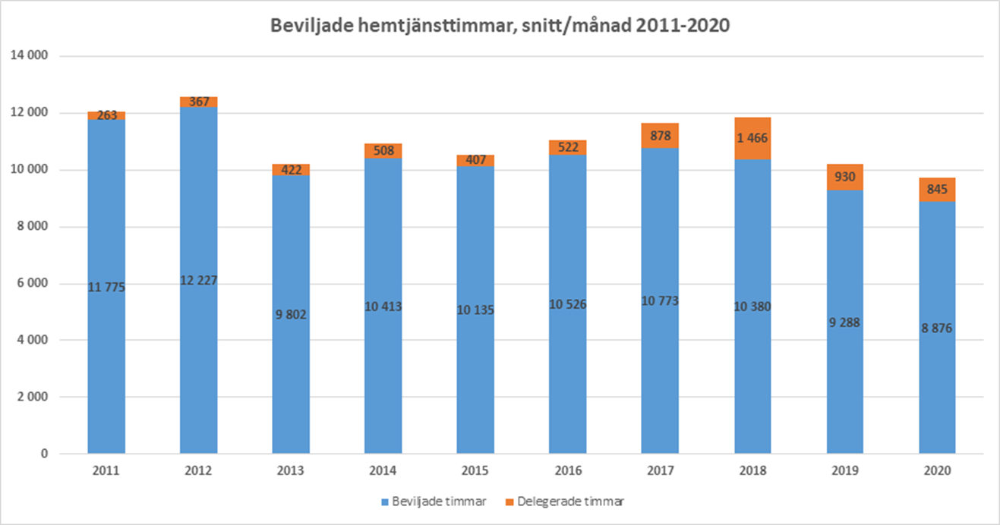 Beviljade hemtjänsttimmar, snitt/månad 2011-2020
14 000
12 000
10 000
8 000
6 000
4 000
2 000
0
263 367 422 508 407 522 878 1 466 930 845
11 775 12 227 9 802 10 413 10 135 10 526 10 773 10 380 9 288 8 876
2011 2012 2013 2014 2015 2016 2017 2018 2019 2020
Beviljade timmar Delegerade timmar